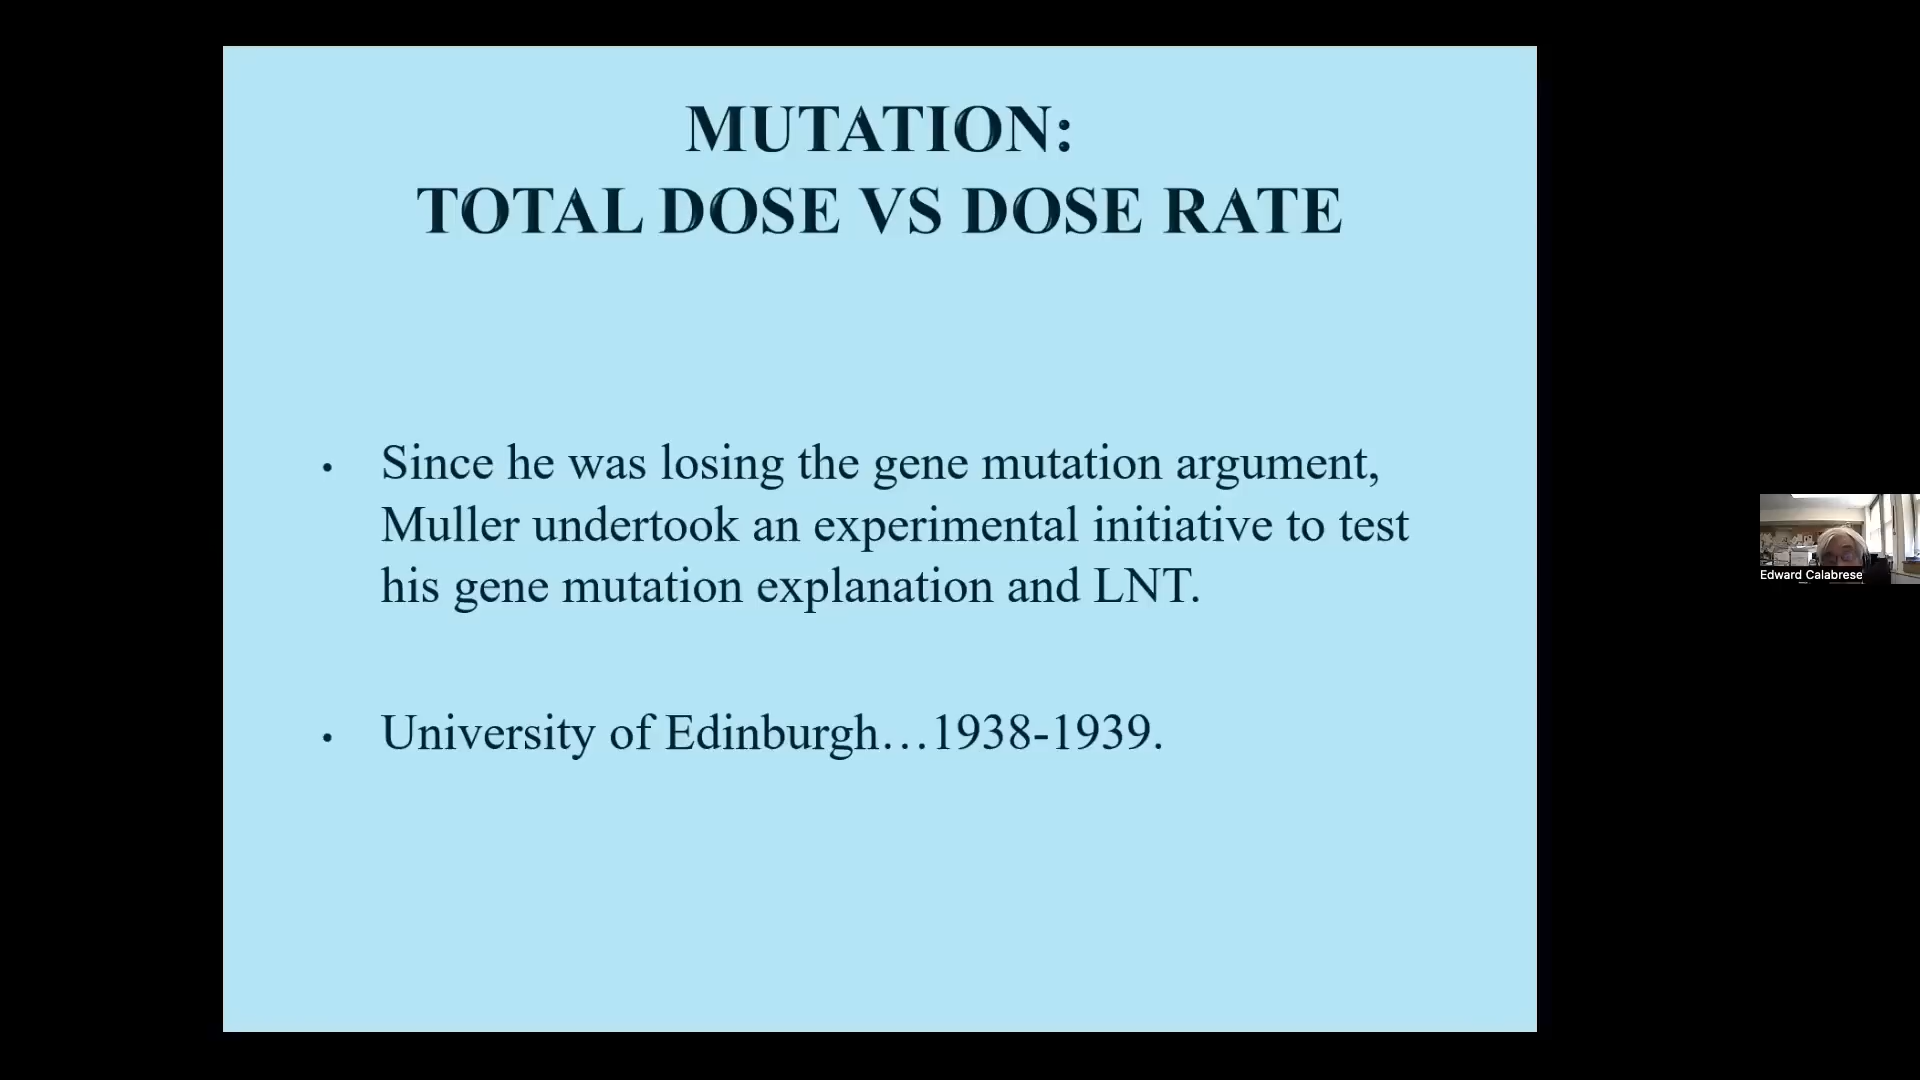 MUTATION:
TOTAL DOSE VS DOSE RATE
• Since he was losing the gene mutation argument,
Muller undertook an experimental initiative to test
his gene mutation explanation and LNT.
• University of Edinburgh…1938-1939.
Edward Calabrese